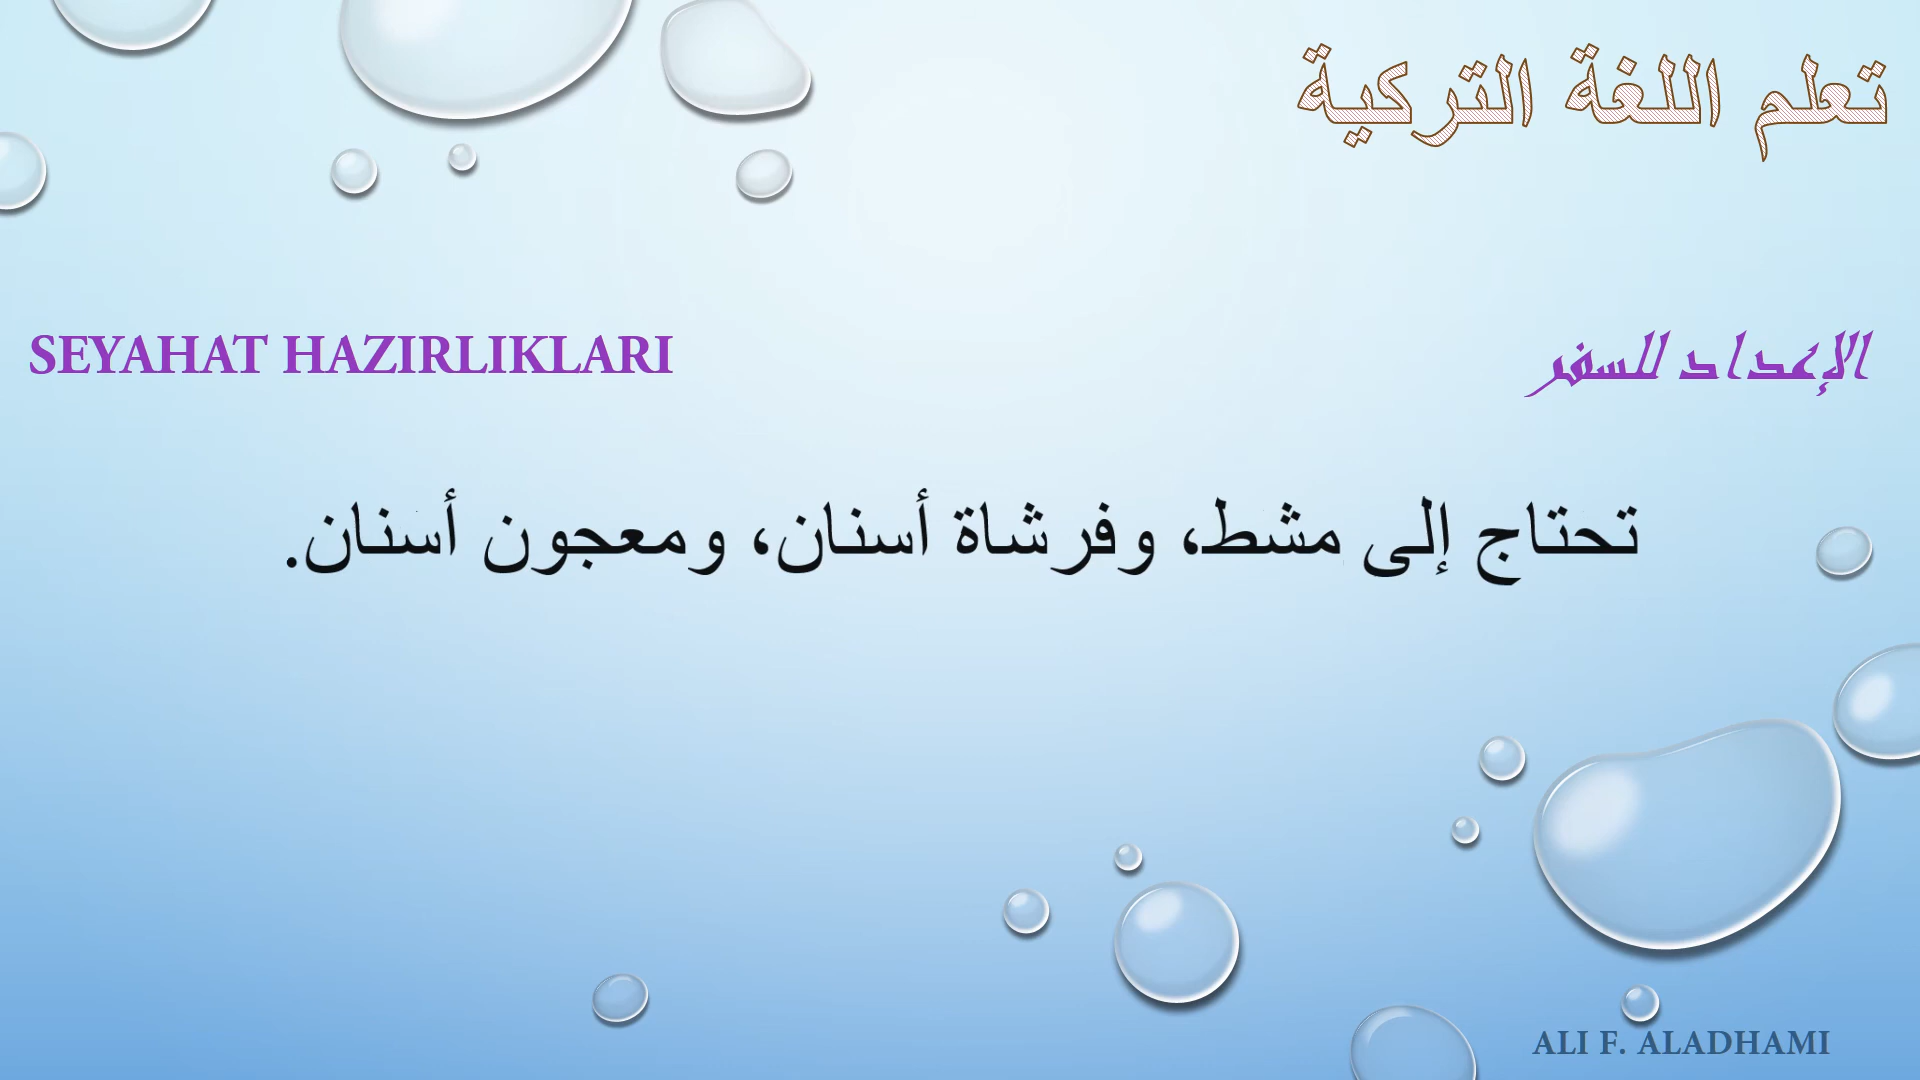 تعلم اللغة التركية
SEYAHAT HAZIRLIKLARI
الإعداد للسفر
تحتاج إلى مشط، وفرشاة أسنان، ومعجون أسنان.
ALI F. ALADHAMI